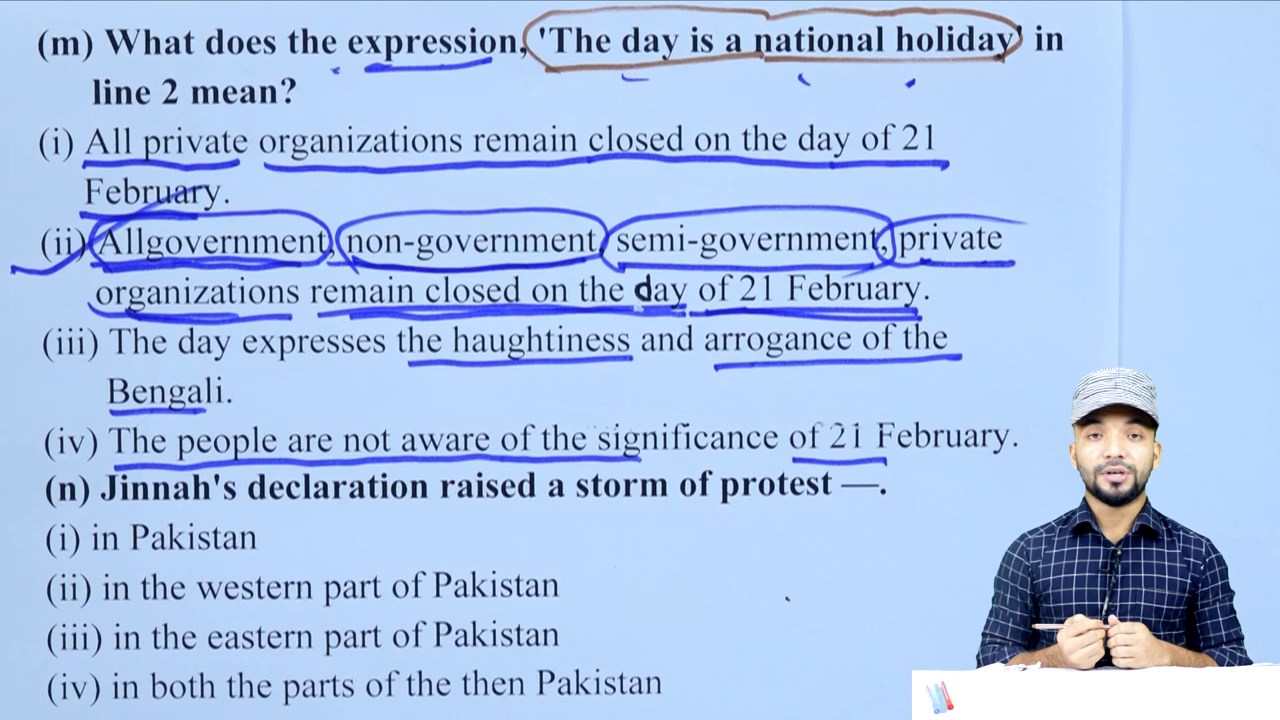 (m) What does the expression, 'The day is a national holiday' in
line 2 mean?
(i) All private organizations remain closed on the day of 21
February.
(ii) Allgovernment, non-government, semi-government, private
organizations remain closed on the day of 21 February.
(iii) The day expresses the haughtiness and arrogance of the
Bengali.
(iv) The people are not aware of the significance of 21 February.
(n) Jinnah's declaration raised a storm of protest —.
(i) in Pakistan
(ii) in the western part of Pakistan
(iii) in the eastern part of Pakistan
(iv) in both the parts of the then Pakistan